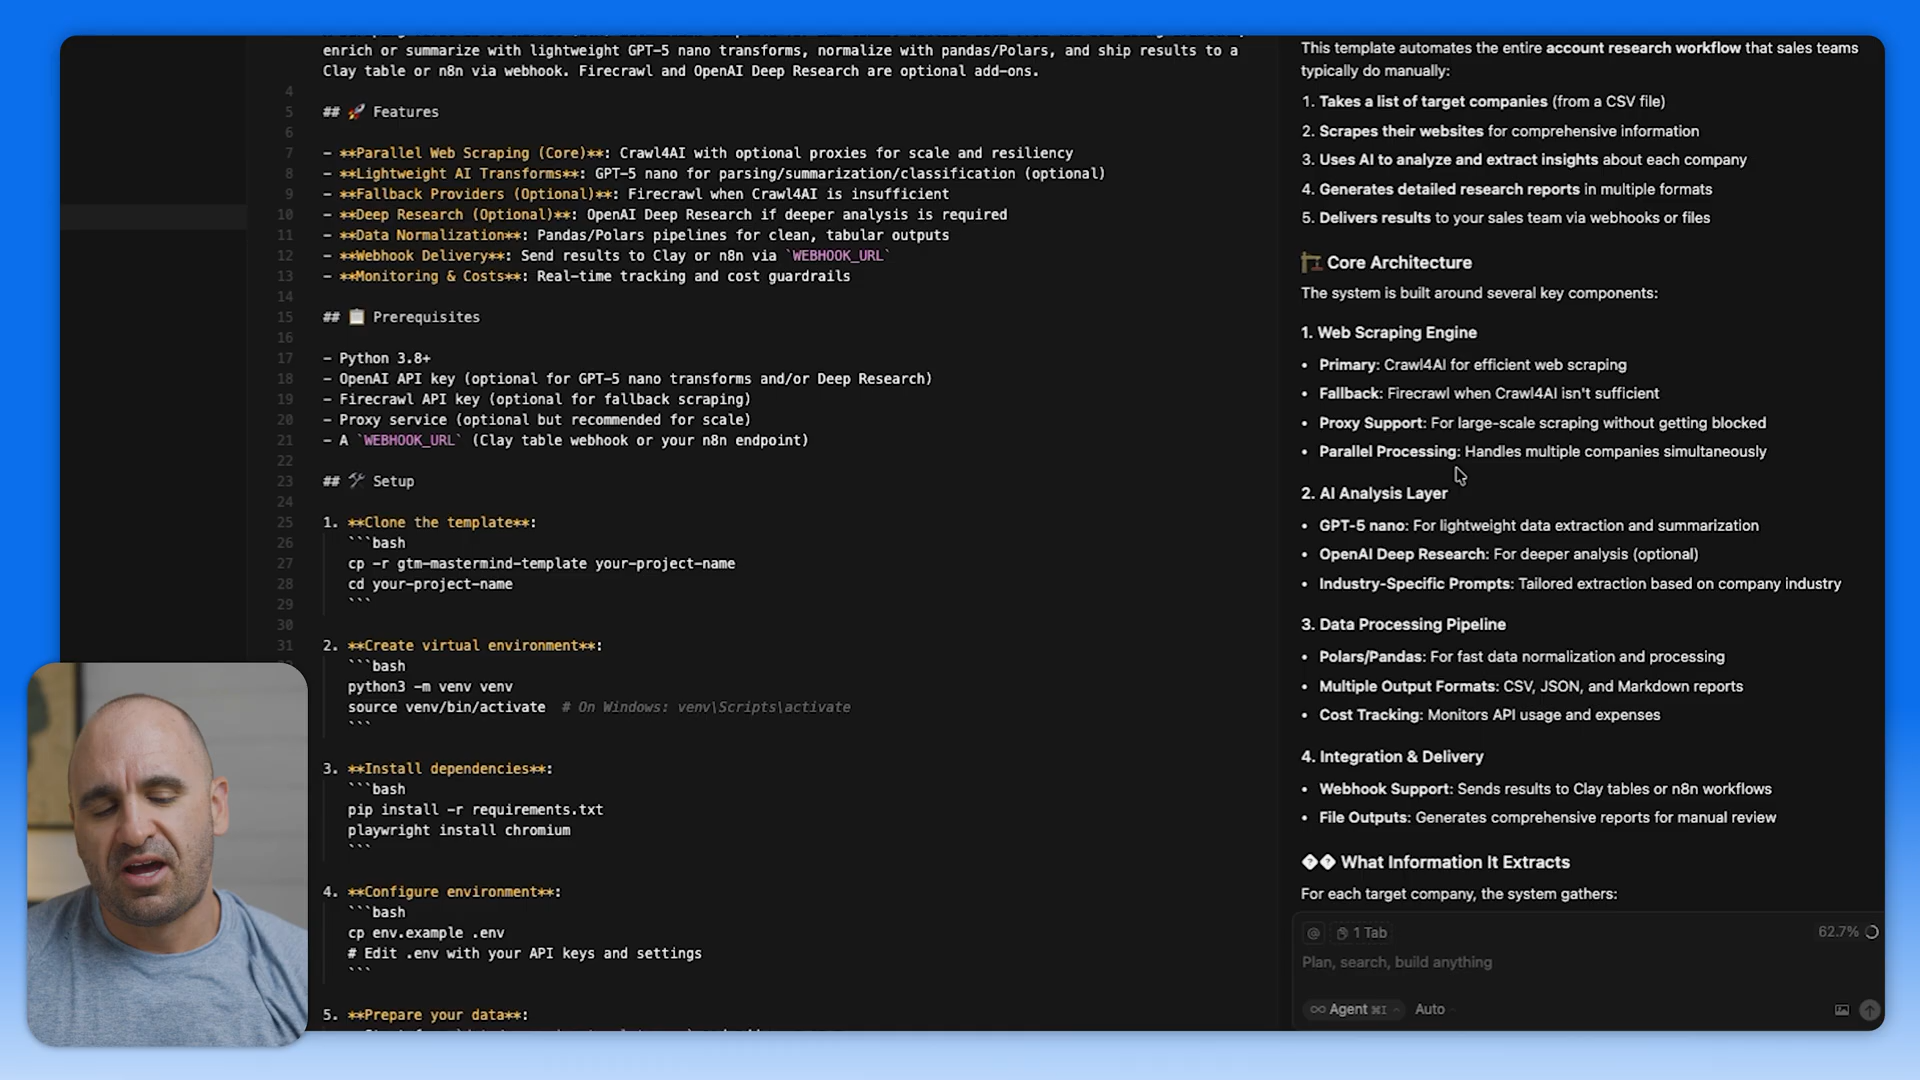 enrich or summarize with lightweight GPT-5 nano transforms, normalize with pandas/Polars, and ship results to a
Clay table or n8n via webhook. Firecrawl and OpenAI Deep Research are optional add-ons.
4
5 ## 🚀 Features
6
7 - **Parallel Web Scraping (Core)**: Crawl4AI with optional proxies for scale and resiliency
8 - **Lightweight AI Transforms**: GPT-5 nano for parsing/summarization/classification (optional)
9 - **Fallback Providers (Optional)**: Firecrawl when Crawl4AI is insufficient
10 - **Deep Research (Optional)**: OpenAI Deep Research if deeper analysis is required
11 - **Data Normalization**: Pandas/Polars pipelines for clean, tabular outputs
12 - **Webhook Delivery**: Send results to Clay or n8n via `WEBHOOK_URL`
13 - **Monitoring & Costs**: Real-time tracking and cost guardrails
14
15 ## 📋 Prerequisites
16
17 - Python 3.8+
18 - OpenAI API key (optional for GPT-5 nano transforms and/or Deep Research)
19 - Firecrawl API key (optional for fallback scraping)
20 - Proxy service (optional but recommended for scale)
21 - A `WEBHOOK_URL` (Clay table webhook or your n8n endpoint)
22
23 ## 🛠 Setup
24
25 1. **Clone the template**:
26 ```bash
27 cp -r gtm-mastermind-template your-project-name
28 cd your-project-name
29 ```
30
31 2. **Create virtual environment**:
```bash
python3 -m venv venv
source venv/bin/activate # On Windows: venv\Scripts\activate
```
3. **Install dependencies**:
```bash
pip install -r requirements.txt
playwright install chromium
```
4. **Configure environment**:
```bash
cp env.example .env
# Edit .env with your API keys and settings
```
5. **Prepare your data**:
This template automates the entire account research workflow that sales teams
typically do manually:
1. Takes a list of target companies (from a CSV file)
2. Scrapes their websites for comprehensive information
3. Uses AI to analyze and extract insights about each company
4. Generates detailed research reports in multiple formats
5. Delivers results to your sales team via webhooks or files
🏗 Core Architecture
The system is built around several key components:
1. Web Scraping Engine
• Primary: Crawl4AI for efficient web scraping
• Fallback: Firecrawl when Crawl4AI isn't sufficient
• Proxy Support: For large-scale scraping without getting blocked
• Parallel Processing: Handles multiple companies simultaneously
2. AI Analysis Layer
• GPT-5 nano: For lightweight data extraction and summarization
• OpenAI Deep Research: For deeper analysis (optional)
• Industry-Specific Prompts: Tailored extraction based on company industry
3. Data Processing Pipeline
• Polars/Pandas: For fast data normalization and processing
• Multiple Output Formats: CSV, JSON, and Markdown reports
• Cost Tracking: Monitors API usage and expenses
4. Integration & Delivery
• Webhook Support: Sends results to Clay tables or n8n workflows
• File Outputs: Generates comprehensive reports for manual review
�� What Information It Extracts
For each target company, the system gathers:
@ 1 Tab 62.7%
Plan, search, build anything
∞ Agent ⌘I Auto